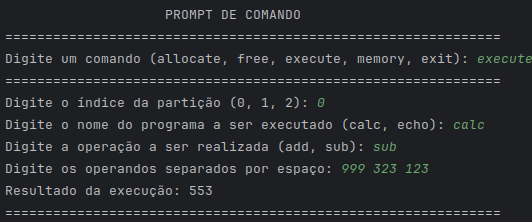 PROMPT DE COMANDO
==============================================================
Digite um comando (allocate, free, execute, memory, exit): execute
==============================================================
Digite o índice da partição (0, 1, 2): 0
Digite o nome do programa a ser executado (calc, echo): calc
Digite a operação a ser realizada (add, sub): sub
Digite os operandos separados por espaço: 999 323 123
Resultado da execução: 553
==============================================================